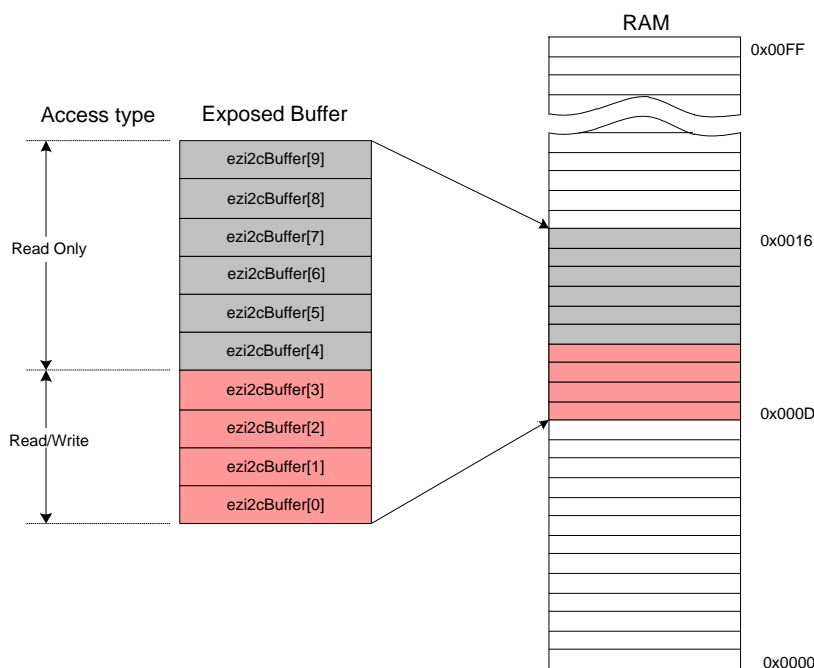 RAM
0x00FF
Access type
Exposed Buffer
ezi2cBuffer[9]
ezi2cBuffer[8]
ezi2cBuffer[7]
ezi2cBuffer[6]
ezi2cBuffer[5]
ezi2cBuffer[4]
ezi2cBuffer[3]
ezi2cBuffer[2]
ezi2cBuffer[1]
ezi2cBuffer[0]
Read Only
Read/Write
0x0016
0x000D
0x0000